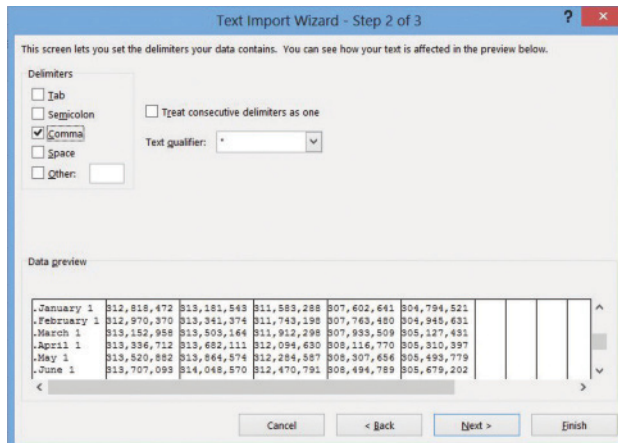 Text Import Wizard - Step 2 of 3
? ×
This screen lets you set the delimiters your data contains. You can see how your text is affected in the preview below.
Delimiters
Tab
Semicolon
Comma
Space
Other:
Treat consecutive delimiters as one
Text qualifier: "
Data preview
.January 1 312,818,472 313,181,543 311,583,288 307,602,641 304,794,521
.February 1 312,970,370 313,341,374 311,743,198 307,763,480 304,945,631
.March 1 313,152,958 313,503,164 311,912,298 307,933,509 305,127,431
.April 1 313,336,712 313,682,111 312,094,630 308,116,770 305,310,397
.May 1 313,520,882 313,864,574 312,284,587 308,307,656 305,493,779
.June 1 313,707,093 314,048,570 312,470,791 308,494,789 305,679,202
Cancel < Back Next > Finish